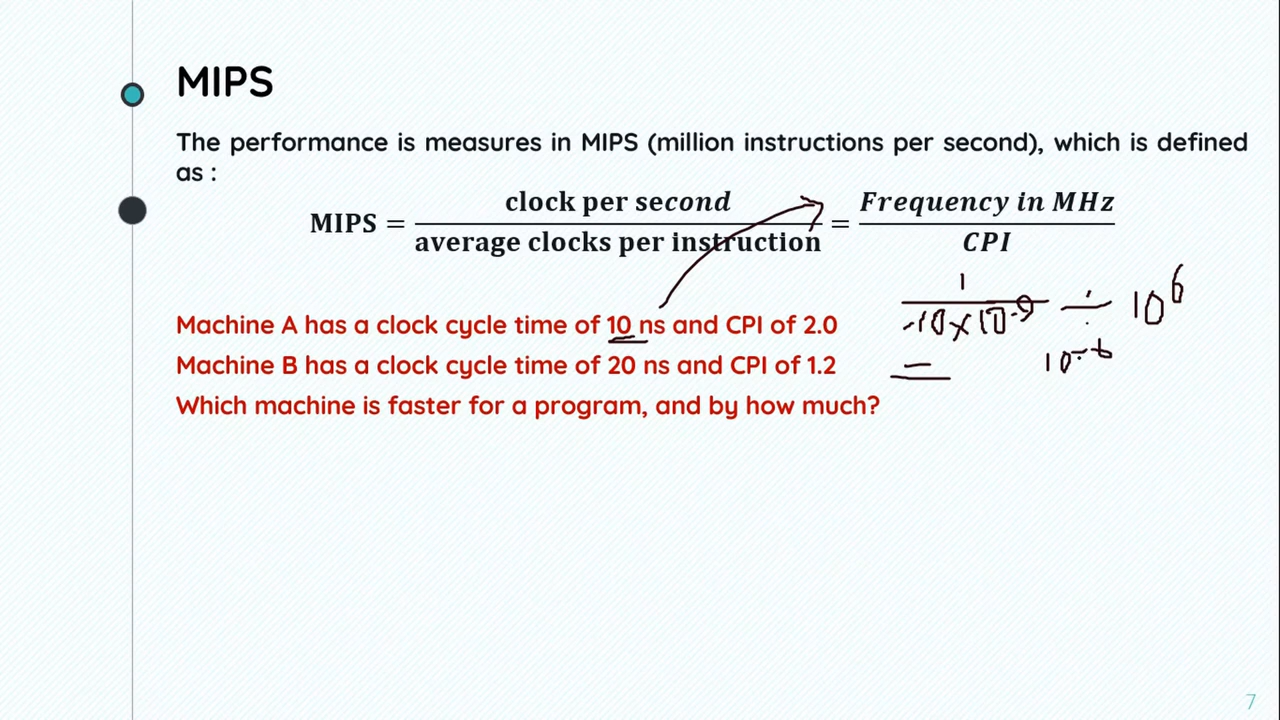 MIPS
The performance is measures in MIPS (million instructions per second), which is defined
as :
MIPS = clock per second / average clocks per instruction = Frequency in MHz / CPI
1 / 10 x 10^-9 ÷ 10^6
Machine A has a clock cycle time of 10 ns and CPI of 2.0
10^-6
Machine B has a clock cycle time of 20 ns and CPI of 1.2
=
Which machine is faster for a program, and by how much?
7